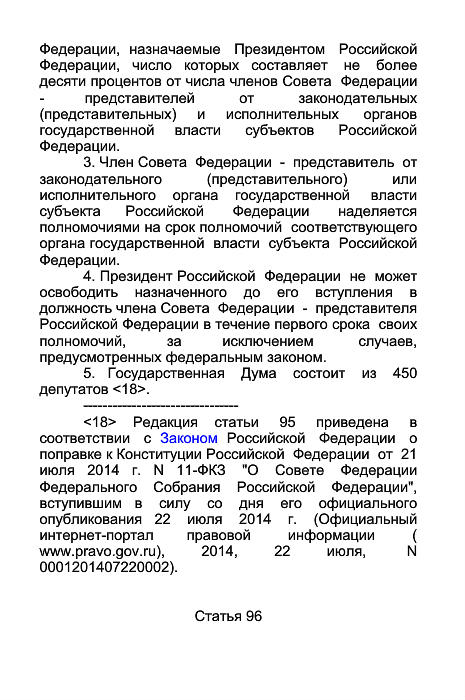 Федерации, назначаемые Президентом Российской
Федерации, число которых составляет не более
десяти процентов от числа членов Совета Федерации
- представителей от законодательных
(представительных) и исполнительных органов
государственной власти субъектов Российской
Федерации.
3. Член Совета Федерации - представитель от
законодательного (представительного) или
исполнительного органа государственной власти
субъекта Российской Федерации наделяется
полномочиями на срок полномочий соответствующего
органа государственной власти субъекта Российской
Федерации.
4. Президент Российской Федерации не может
освободить назначенного до его вступления в
должность члена Совета Федерации - представителя
Российской Федерации в течение первого срока своих
полномочий, за исключением случаев,
предусмотренных федеральным законом.
5. Государственная Дума состоит из 450
депутатов <18>.
--------------------------------
<18> Редакция статьи 95 приведена в
соответствии с Законом Российской Федерации о
поправке к Конституции Российской Федерации от 21
июля 2014 г. N 11-ФКЗ "О Совете Федерации
Федерального Собрания Российской Федерации",
вступившим в силу со дня его официального
опубликования 22 июля 2014 г. (Официальный
интернет-портал правовой информации (
www.pravo.gov.ru), 2014, 22 июля, N
0001201407220002).
Статья 96